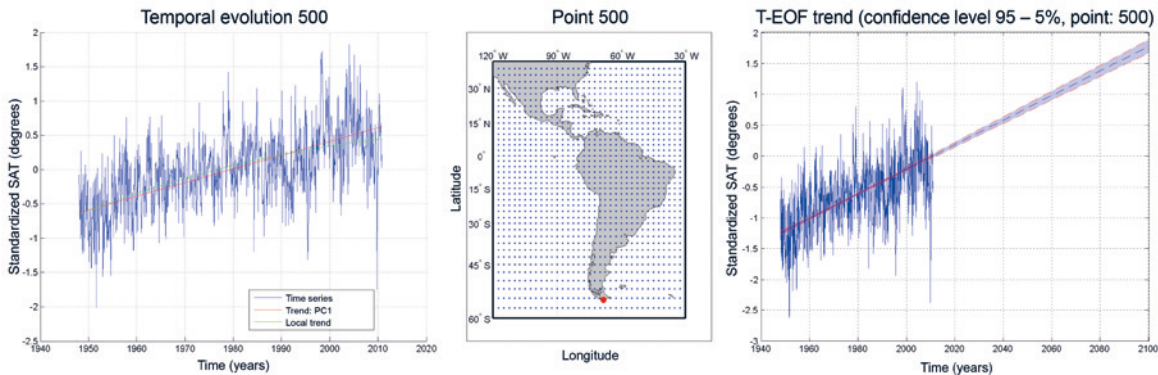 Temporal evolution 500
Standardized SAT (degrees)
2
1.5
1
0.5
0
-0.5
-1
-1.5
-2
-2.5
Time series
Trend: PC1
Local trend
1940 1950 1960 1970 1980 1990 2000 2010 2020
Time (years)
Point 500
120° W 90° W 60° W 30° W
Latitude
30° N
15° N
0°
15° S
30° S
45° S
60° S
Longitude
T-EOF trend (confidence level 95 – 5%, point: 500)
Standardized SAT (degrees)
2
1.5
1
0.5
0
-0.5
-1
-1.5
-2
-2.5
-3
1940 1960 1980 2000 2020 2040 2060 2080 2100
Time (years)